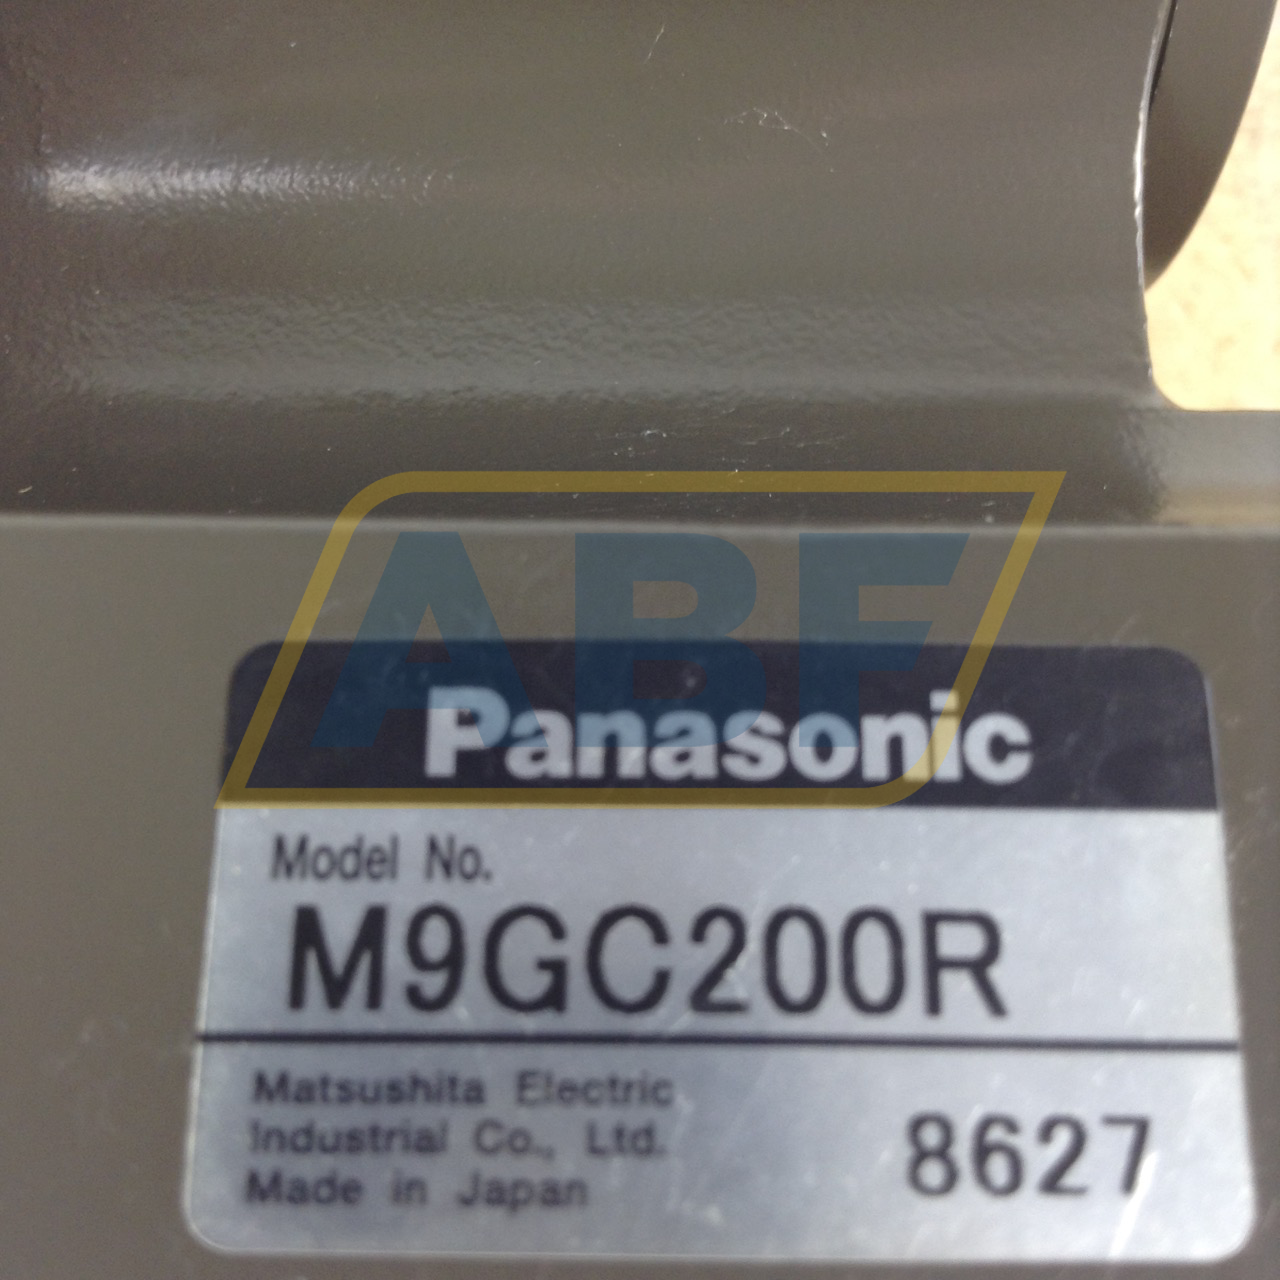 ABF
Panasonic
Model No.
M9GC200R
Matsushita Electric
Industrial Co., Ltd.
Made in Japan
8627